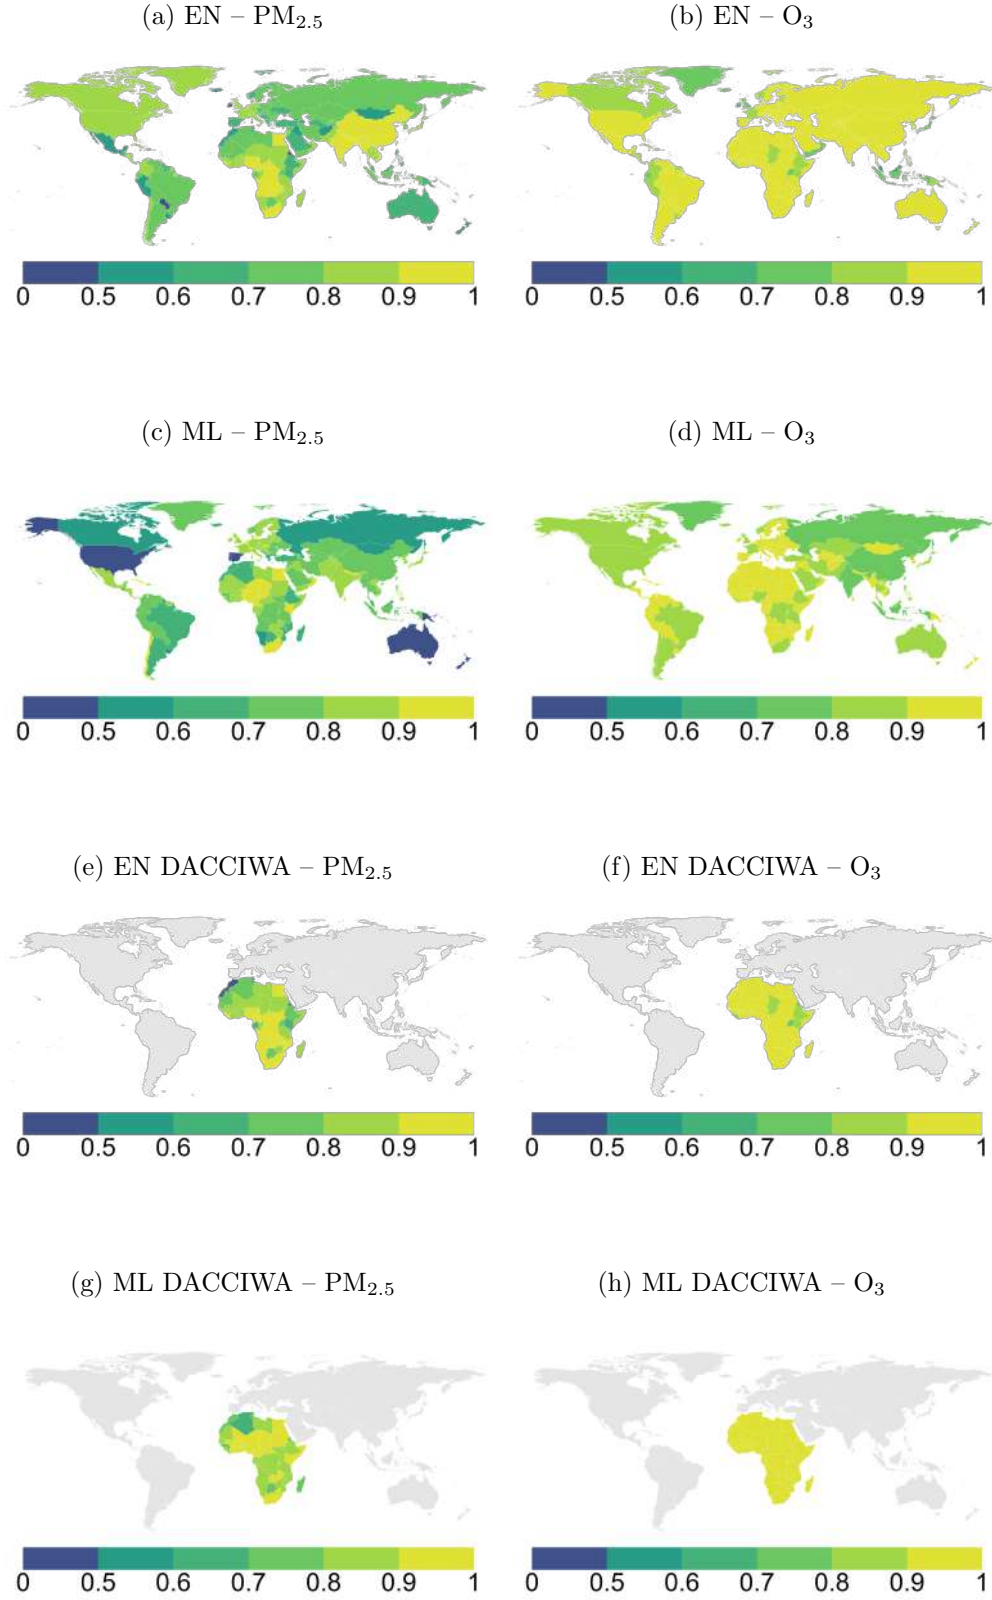 (a) EN – PM₂.₅ (b) EN – O₃
0 0.5 0.6 0.7 0.8 0.9 1 0 0.5 0.6 0.7 0.8 0.9 1
(c) ML – PM₂.₅ (d) ML – O₃
0 0.5 0.6 0.7 0.8 0.9 1 0 0.5 0.6 0.7 0.8 0.9 1
(e) EN DACCIWA – PM₂.₅ (f) EN DACCIWA – O₃
0 0.5 0.6 0.7 0.8 0.9 1 0 0.5 0.6 0.7 0.8 0.9 1
(g) ML DACCIWA – PM₂.₅ (h) ML DACCIWA – O₃
0 0.5 0.6 0.7 0.8 0.9 1 0 0.5 0.6 0.7 0.8 0.9 1